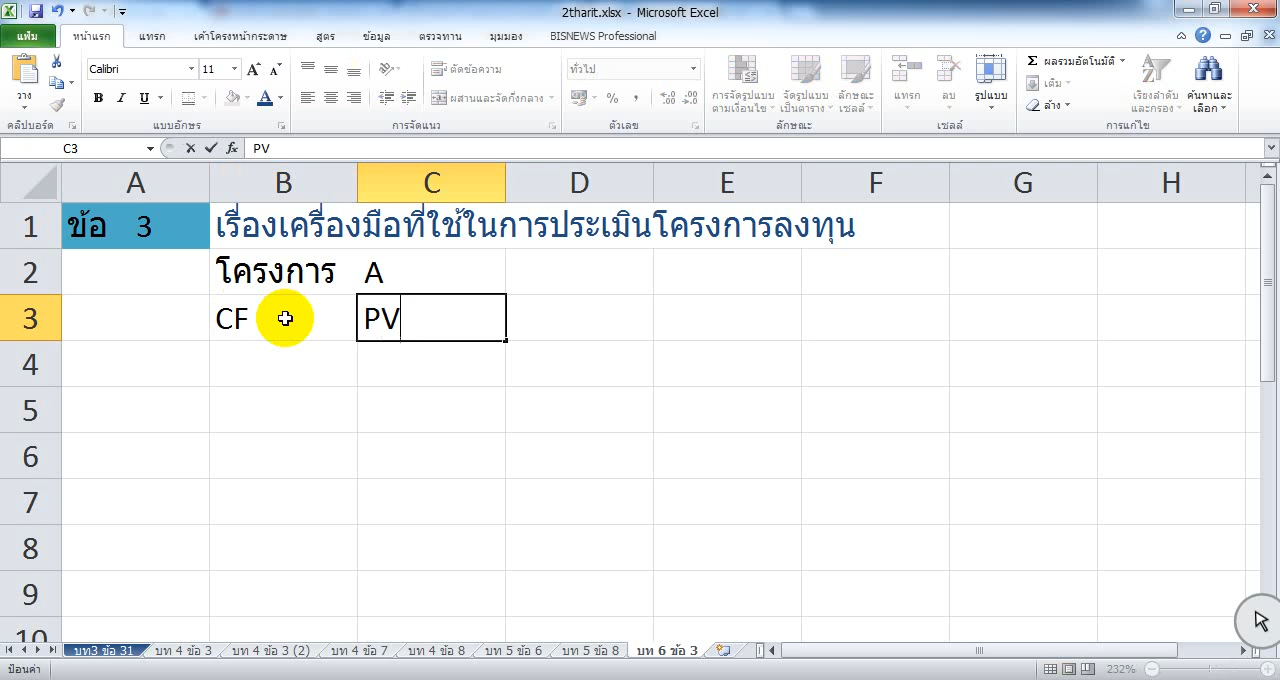 2tharit.xlsx - Microsoft Excel
แฟ้ม หน้าแรก แทรก เค้าโครงหน้ากระดาษ สูตร ข้อมูล ตรวจทาน มุมมอง BISNEWS Professional
Calibri 11 ตัดข้อความ ทั่วไป ผลรวมอัตโนมัติ
เติม
วาง B I U ผสานและจัดกึ่งกลาง % , การจัดรูปแบบ จัดรูปแบบ ลักษณะ แทรก ลบ รูปแบบ เรียงลำดับ ค้นหาและ
ตามเงื่อนไข เป็นตาราง เซลล์ ล้าง และกรอง เลือก
คลิปบอร์ด แบบอักษร การจัดแนว ตัวเลข ลักษณะ เซลล์ การแก้ไข
C3 fx PV
A B C D E F G H
1 ข้อ 3 เรื่องเครื่องมือที่ใช้ในการประเมินโครงการลงทุน
2 โครงการ A
3 CF PV
4
5
6
7
8
9
10
บท3 ข้อ 31 บท 4 ข้อ 3 บท 4 ข้อ 3 (2) บท 4 ข้อ 7 บท 4 ข้อ 8 บท 5 ข้อ 6 บท 5 ข้อ 8 บท 6 ข้อ 3
ป้อนค่า 232%